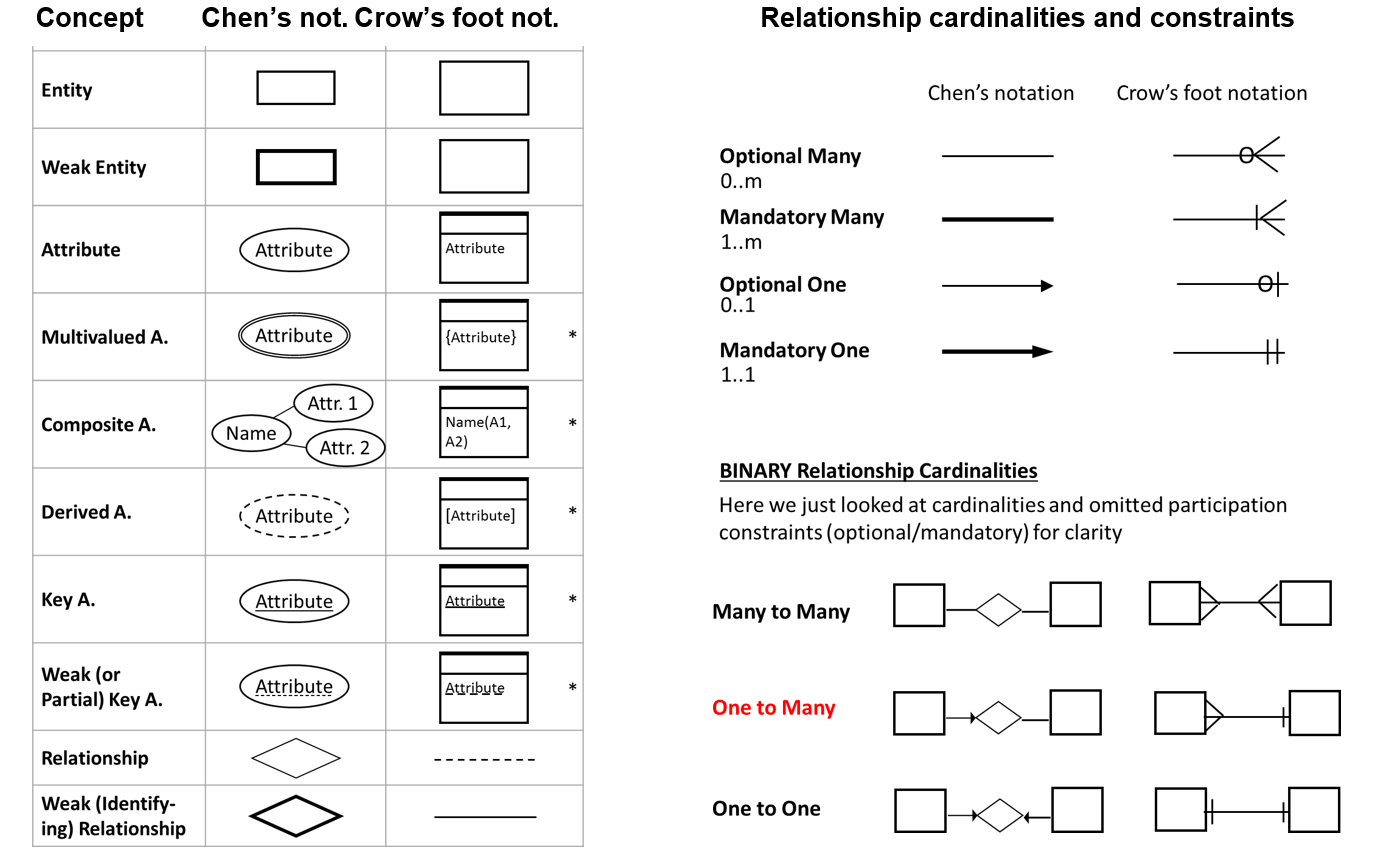 Concept Chen's not. Crow's foot not.
Entity
Weak Entity
Attribute Attribute Attribute
Multivalued A. Attribute {Attribute} *
Composite A. Name Attr. 1 Attr. 2 Name(A1,
A2) *
Derived A. Attribute [Attribute] *
Key A. Attribute Attribute *
Weak (or
Partial) Key A. Attribute Attribute *
Relationship
Weak (Identify-
ing) Relationship
Relationship cardinalities and constraints
Chen's notation Crow's foot notation
Optional Many
0..m
Mandatory Many
1..m
Optional One
0..1
Mandatory One
1..1
BINARY Relationship Cardinalities
Here we just looked at cardinalities and omitted participation
constraints (optional/mandatory) for clarity
Many to Many
One to Many
One to One